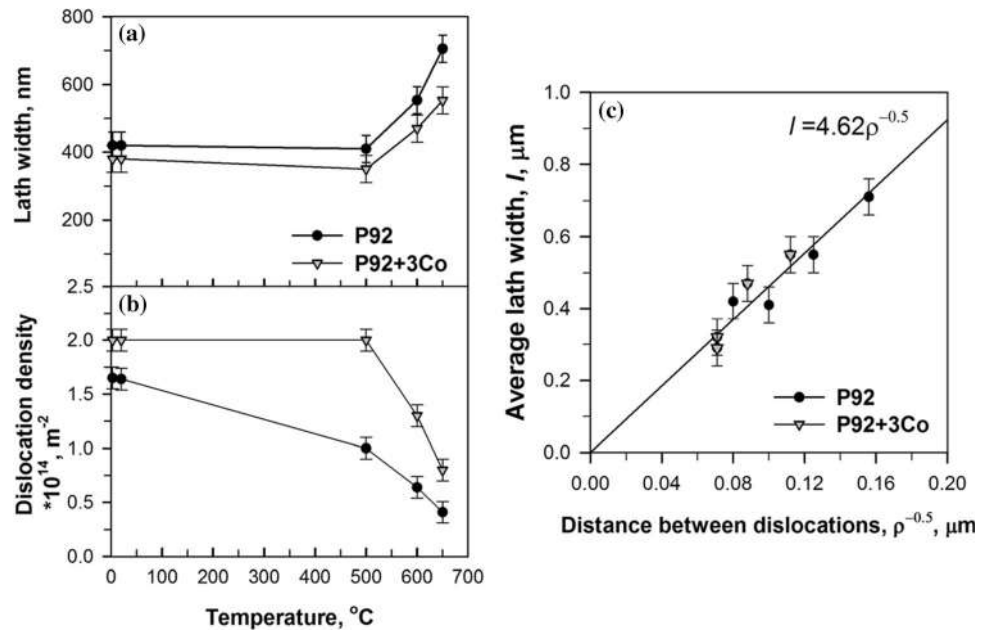 (a)
800
600
400
200
Lath width, nm
P92
P92+3Co
(b)
2.5
2.0
1.5
1.0
0.5
0.0
Dislocation density
*10¹⁴, m⁻²
0 100 200 300 400 500 600 700
Temperature, °C
(c)
l =4.62ρ⁻⁰·⁵
1.0
0.8
0.6
0.4
0.2
0.0
Average lath width, l, μm
P92
P92+3Co
0.00 0.04 0.08 0.12 0.16 0.20
Distance between dislocations, ρ⁻⁰·⁵, μm